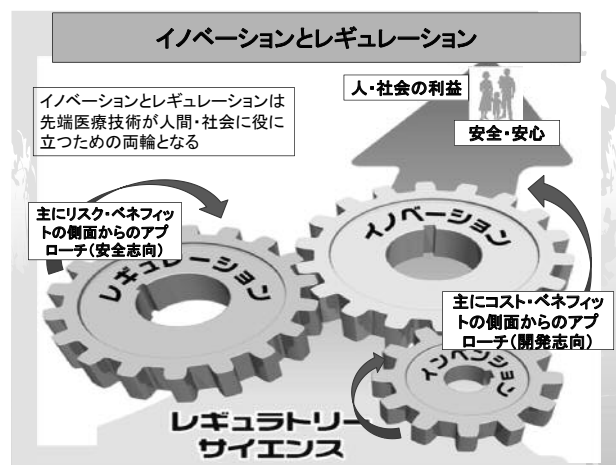 イノベーションとレギュレーション
人・社会の利益
イノベーションとレギュレーションは
先端医療技術が人間・社会に役に
立つための両輪となる
安全・安心
主にリスク・ベネフィッ
トの側面からのアプ
ローチ(安全志向)
イノベーション
レギュレーション
主にコスト・ベネフィッ
トの側面からのアプ
ローチ(開発志向)
インベンション
レギュラトリー
サイエンス